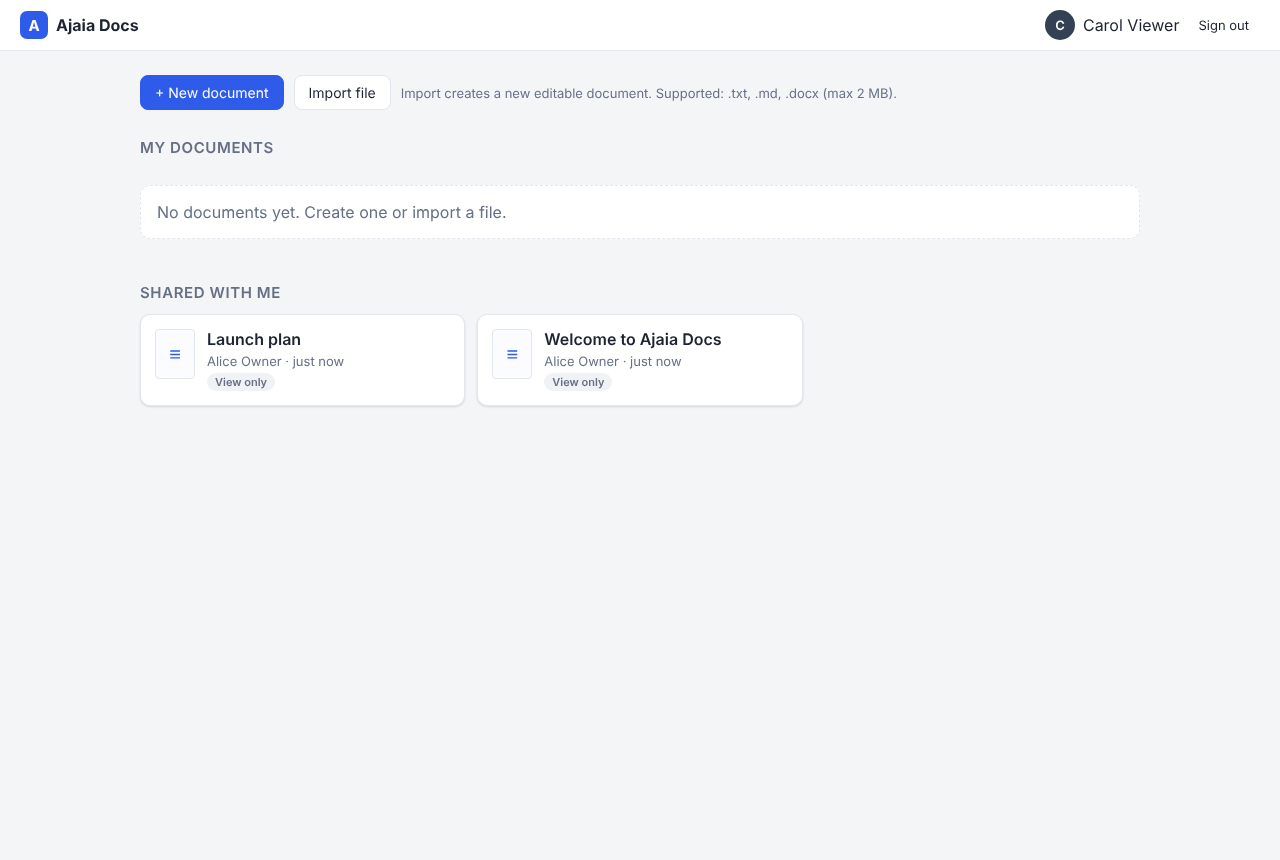 A Ajaia Docs
C Carol Viewer Sign out
+ New document Import file Import creates a new editable document. Supported: .txt, .md, .docx (max 2 MB).
MY DOCUMENTS
No documents yet. Create one or import a file.
SHARED WITH ME
Launch plan
Alice Owner · just now
View only
Welcome to Ajaia Docs
Alice Owner · just now
View only